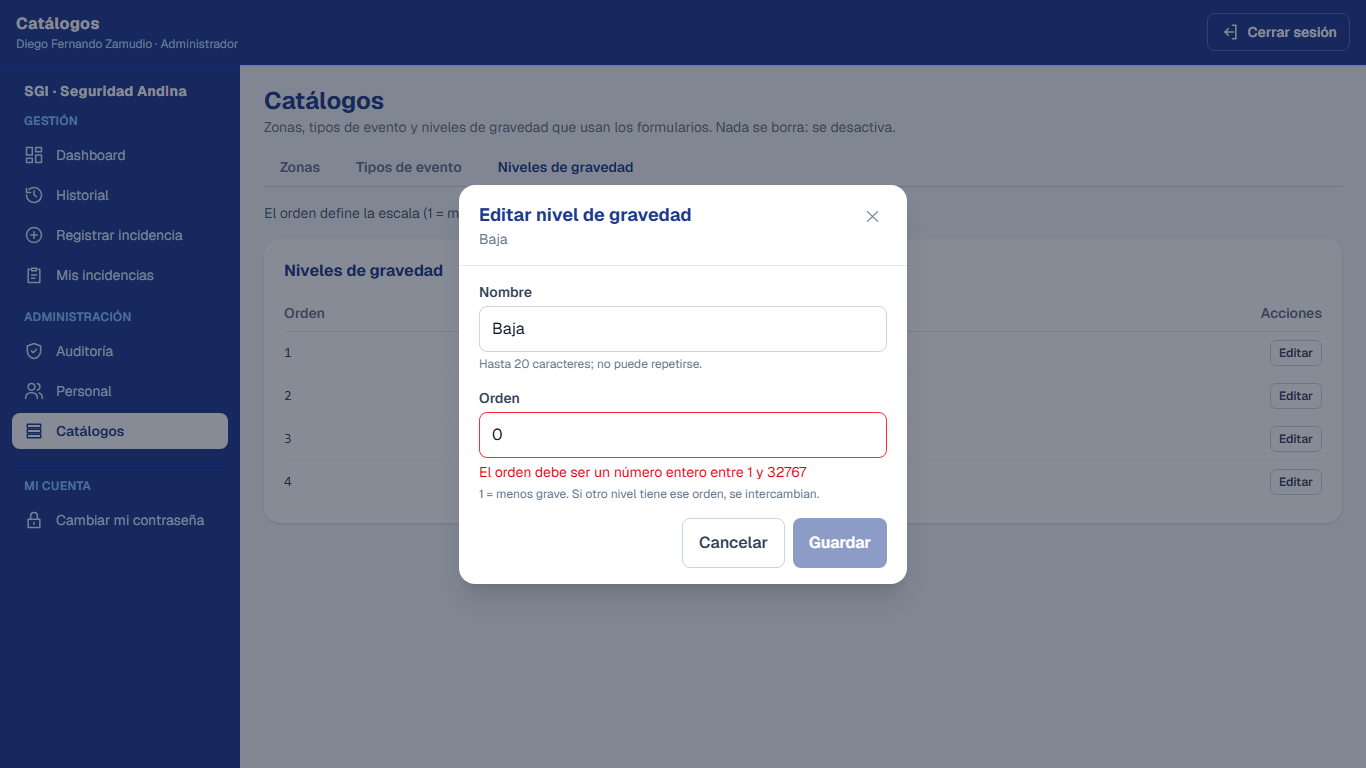 Catálogos
Diego Fernando Zamudio · Administrador
Cerrar sesión
SGI · Seguridad Andina
GESTIÓN
Dashboard
Historial
Registrar incidencia
Mis incidencias
ADMINISTRACIÓN
Auditoría
Personal
Catálogos
MI CUENTA
Cambiar mi contraseña
Catálogos
Zonas, tipos de evento y niveles de gravedad que usan los formularios. Nada se borra: se desactiva.
Zonas Tipos de evento Niveles de gravedad
El orden define la escala (1 = m
Niveles de gravedad
Orden Acciones
1 Editar
2 Editar
3 Editar
4 Editar
Editar nivel de gravedad
Baja
Nombre
Baja
Hasta 20 caracteres; no puede repetirse.
Orden
0
El orden debe ser un número entero entre 1 y 32767
1 = menos grave. Si otro nivel tiene ese orden, se intercambian.
Cancelar Guardar